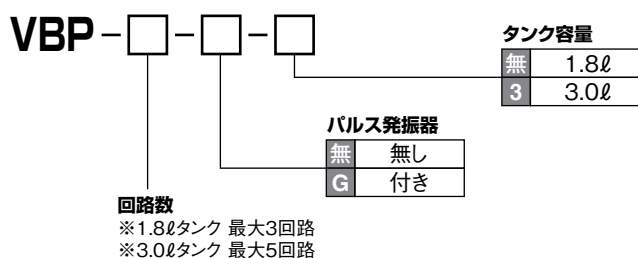 VBP-□-□-□
タンク容量
無 1.8ℓ
3 3.0ℓ
パルス発振器
無 無し
G 付き
回路数
※1.8ℓタンク 最大3回路
※3.0ℓタンク 最大5回路